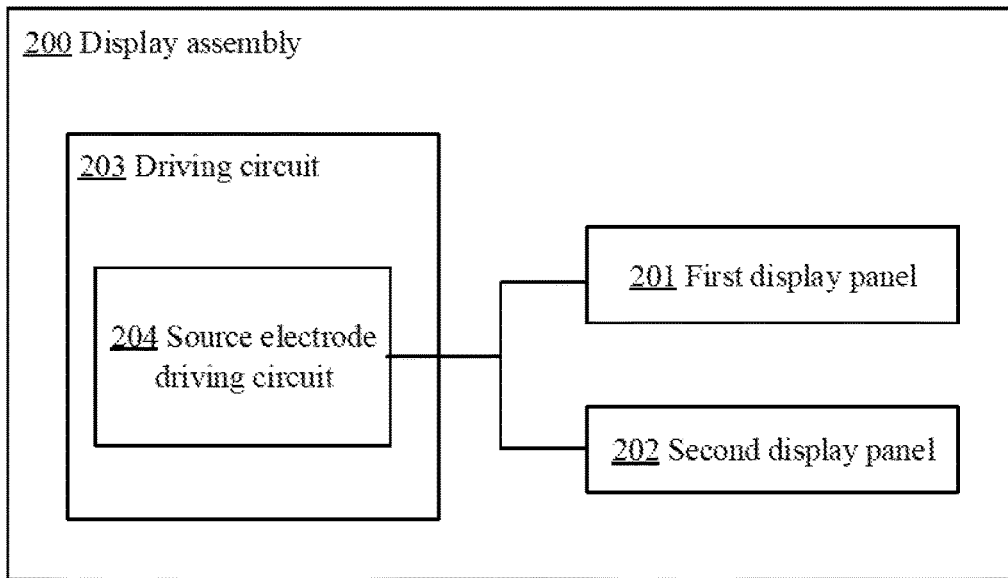 200 Display assembly
203 Driving circuit
204 Source electrode
driving circuit
201 First display panel
202 Second display panel